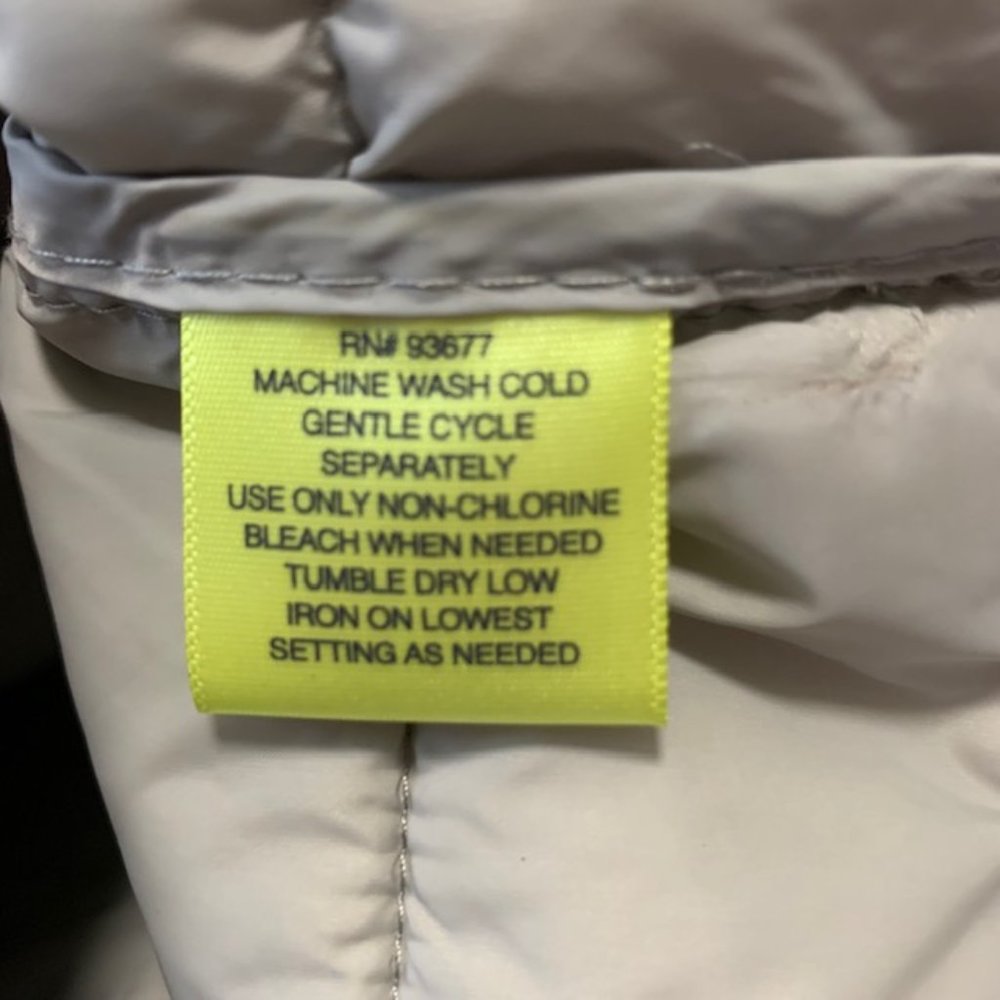 RN# 93677
MACHINE WASH COLD
GENTLE CYCLE
SEPARATELY
USE ONLY NON-CHLORINE
BLEACH WHEN NEEDED
TUMBLE DRY LOW
IRON ON LOWEST
SETTING AS NEEDED